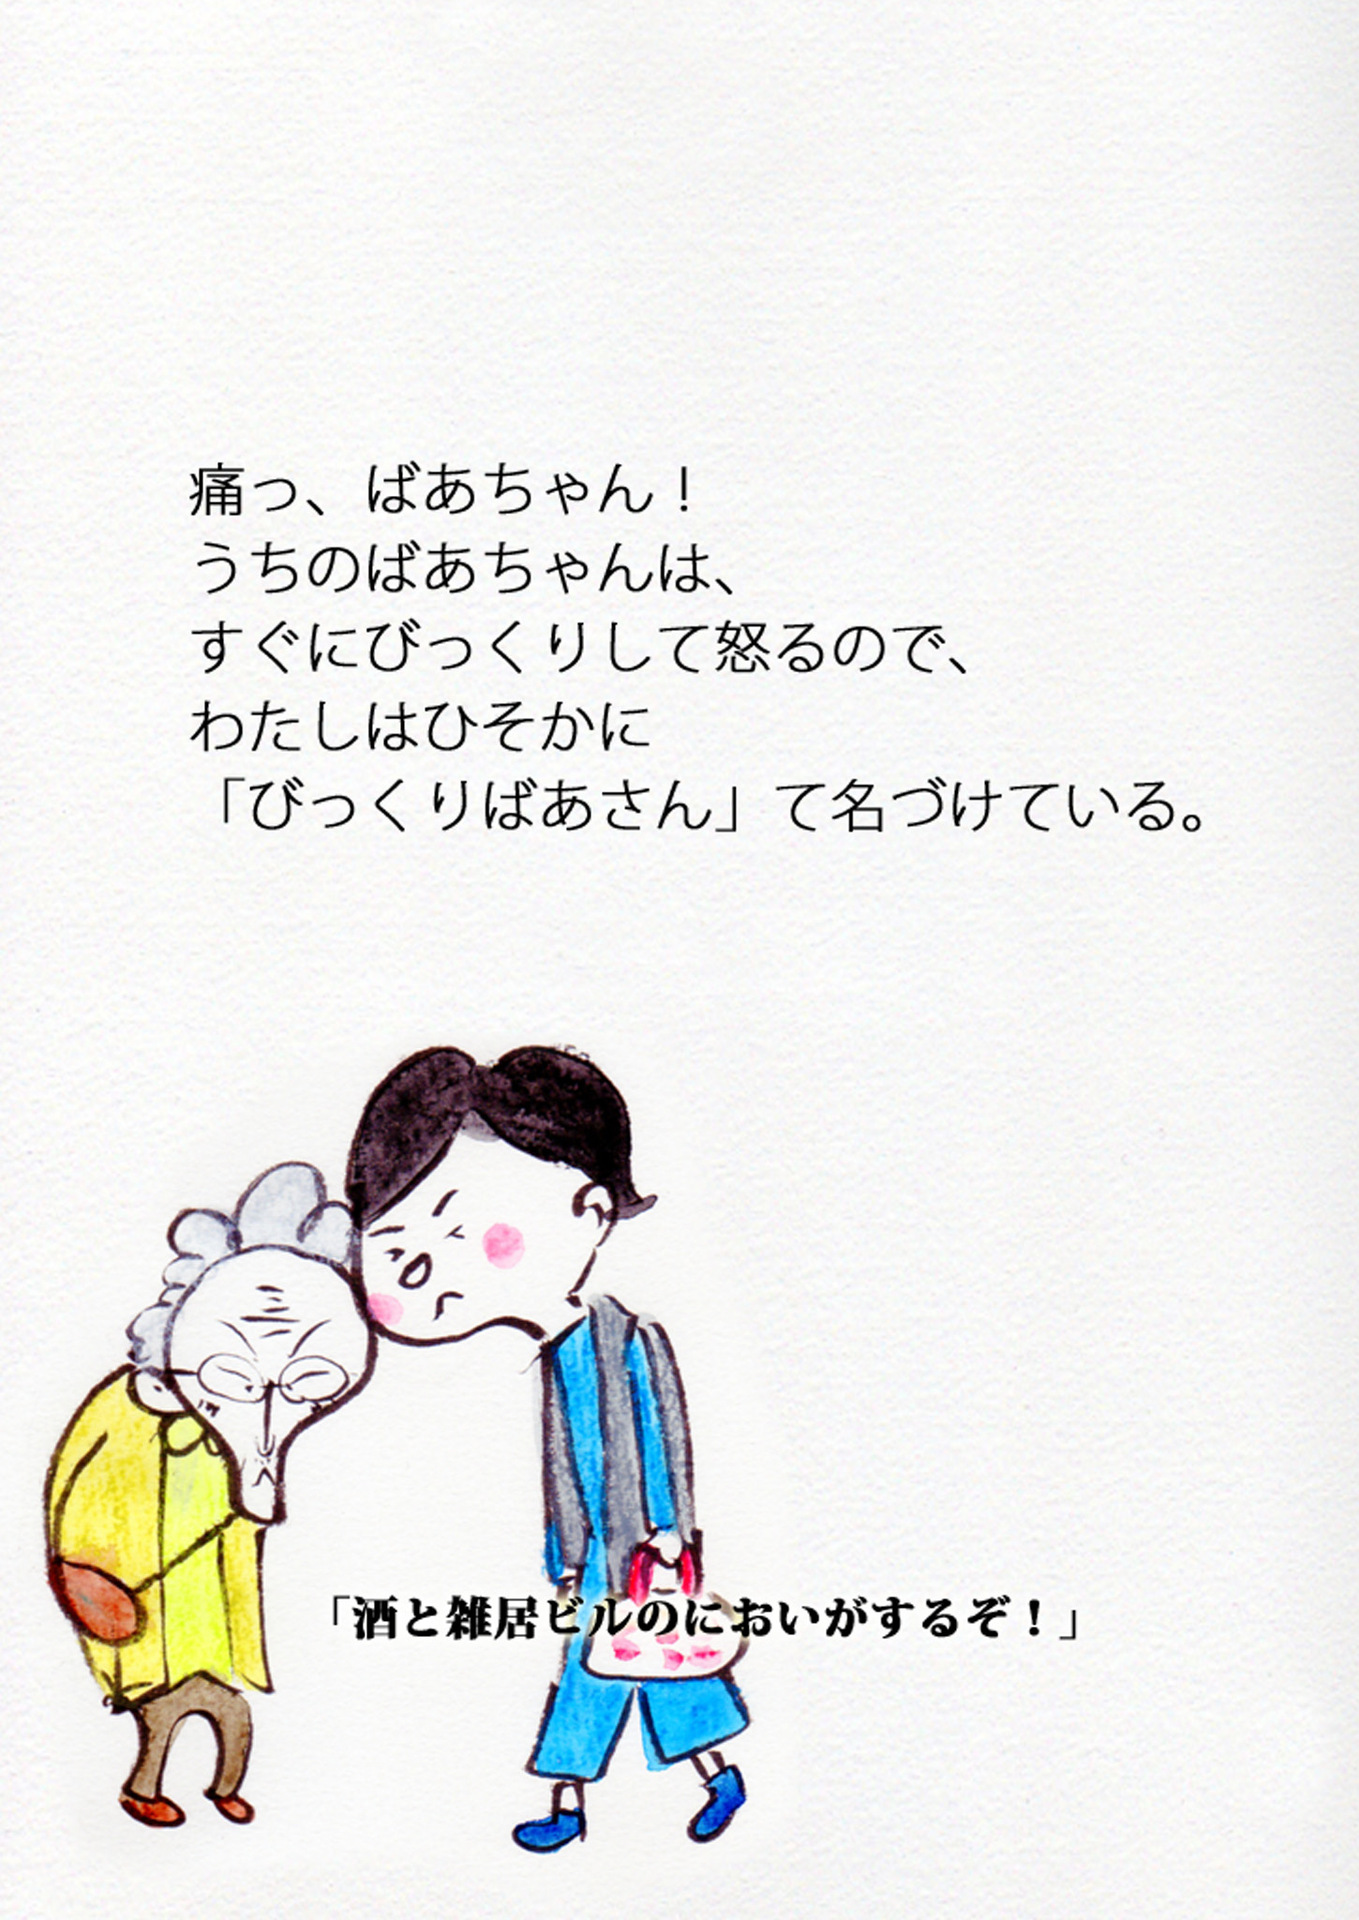 痛っ、ばあちゃん！
うちのばあちゃんは、
すぐにびっくりして怒るので、
わたしはひそかに
「びっくりばあさん」て名づけている。
「酒と雑居ビルのにおいがするぞ！」